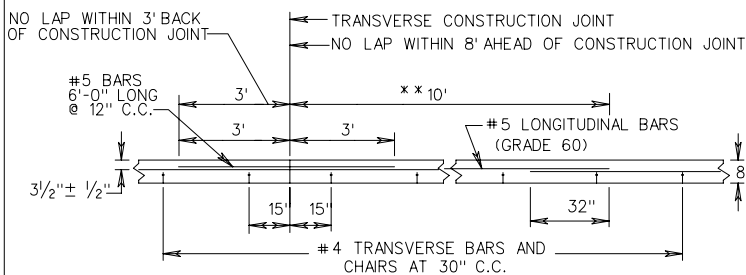 NO LAP WITHIN 3' BACK
OF CONSTRUCTION JOINT
TRANSVERSE CONSTRUCTION JOINT
NO LAP WITHIN 8' AHEAD OF CONSTRUCTION JOINT
#5 BARS
6'-0" LONG
@ 12" C.C.
3'
**10'
3'
3'
#5 LONGITUDINAL BARS
(GRADE 60)
3½"± ½"
8
15"
15"
32"
#4 TRANSVERSE BARS AND
CHAIRS AT 30" C.C.